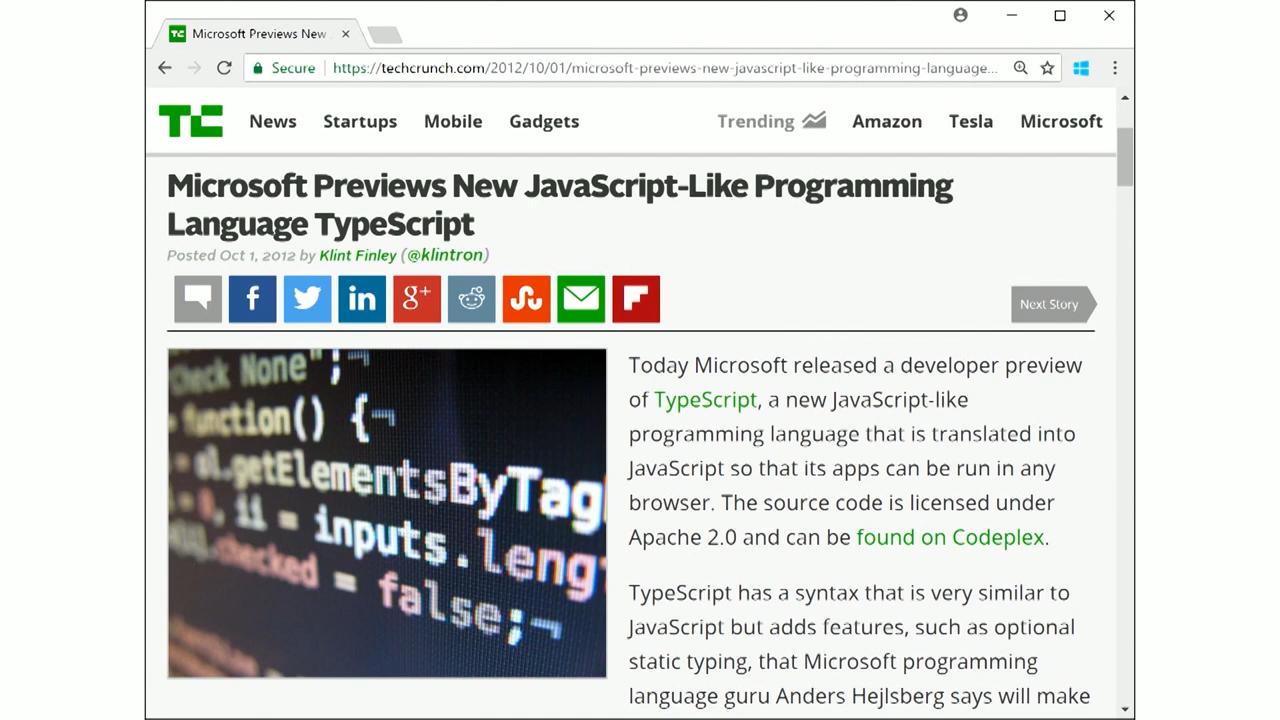 Microsoft Previews New
Secure
https://techcrunch.com/2012/10/01/microsoft-previews-new-javascript-like-programming-language...
TC
News
Startups
Mobile
Gadgets
Trending
Amazon
Tesla
Microsoft
Microsoft Previews New JavaScript-Like Programming
Language TypeScript
Posted Oct 1, 2012 by Klint Finley (@klintron)
f
in
g+
Next Story
Check None";¬
function() {¬
getElementsByTag
ii = inputs.leng
checked = false;¬
Today Microsoft released a developer preview
of TypeScript, a new JavaScript-like
programming language that is translated into
JavaScript so that its apps can be run in any
browser. The source code is licensed under
Apache 2.0 and can be found on Codeplex.
TypeScript has a syntax that is very similar to
JavaScript but adds features, such as optional
static typing, that Microsoft programming
language guru Anders Hejlsberg says will make